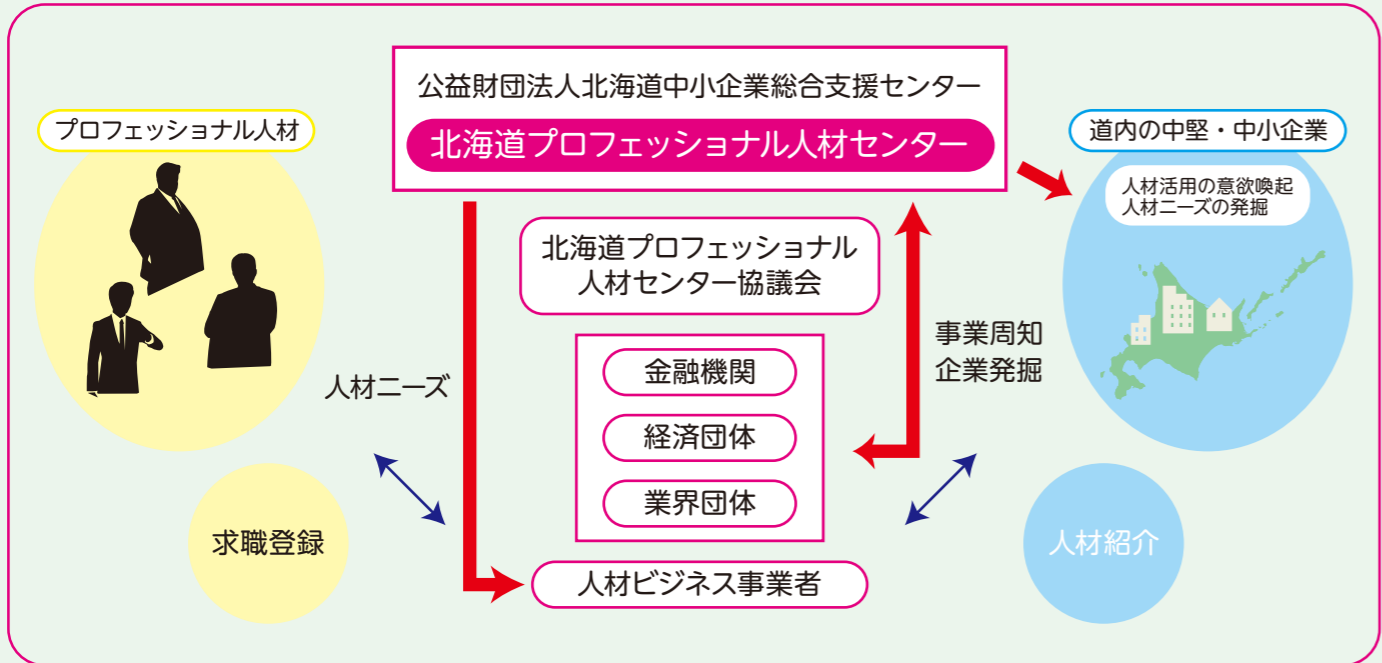 公益財団法人北海道中小企業総合支援センター
北海道プロフェッショナル人材センター
プロフェッショナル人材
道内の中堅・中小企業
人材活用の意欲喚起
人材ニーズの発掘
北海道プロフェッショナル
人材センター協議会
事業周知
企業発掘
人材ニーズ
金融機関
経済団体
業界団体
求職登録
人材紹介
人材ビジネス事業者